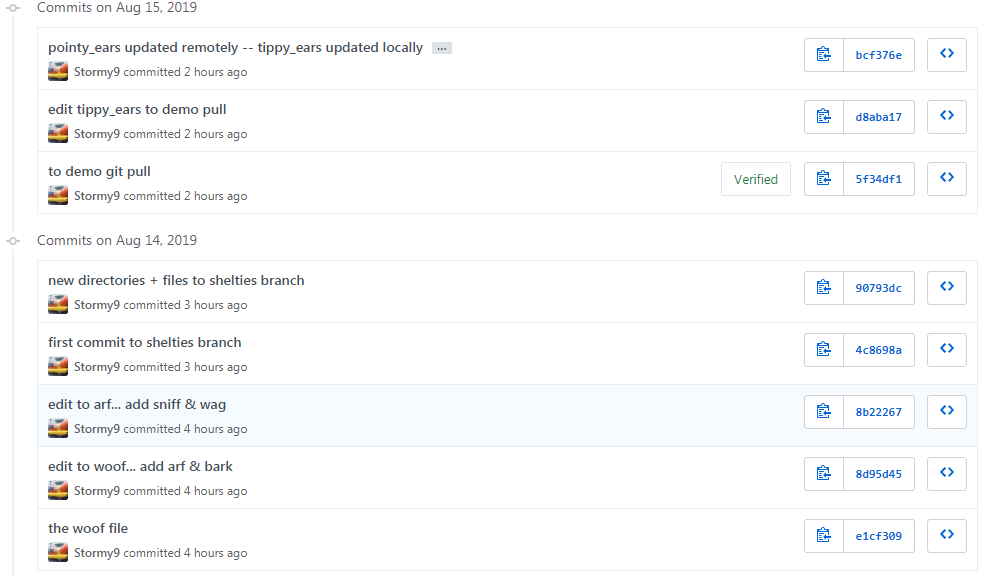 Commits on Aug 15, 2019
pointy_ears updated remotely -- tippy_ears updated locally ...
Stormy9 committed 2 hours ago
bcf376e
edit tippy_ears to demo pull
Stormy9 committed 2 hours ago
d8aba17
to demo git pull
Stormy9 committed 2 hours ago
Verified
5f34df1
Commits on Aug 14, 2019
new directories + files to shelties branch
Stormy9 committed 3 hours ago
90793dc
first commit to shelties branch
Stormy9 committed 3 hours ago
4c8698a
edit to arf... add sniff & wag
Stormy9 committed 4 hours ago
8b22267
edit to woof... add arf & bark
Stormy9 committed 4 hours ago
8d95d45
the woof file
Stormy9 committed 4 hours ago
e1cf309